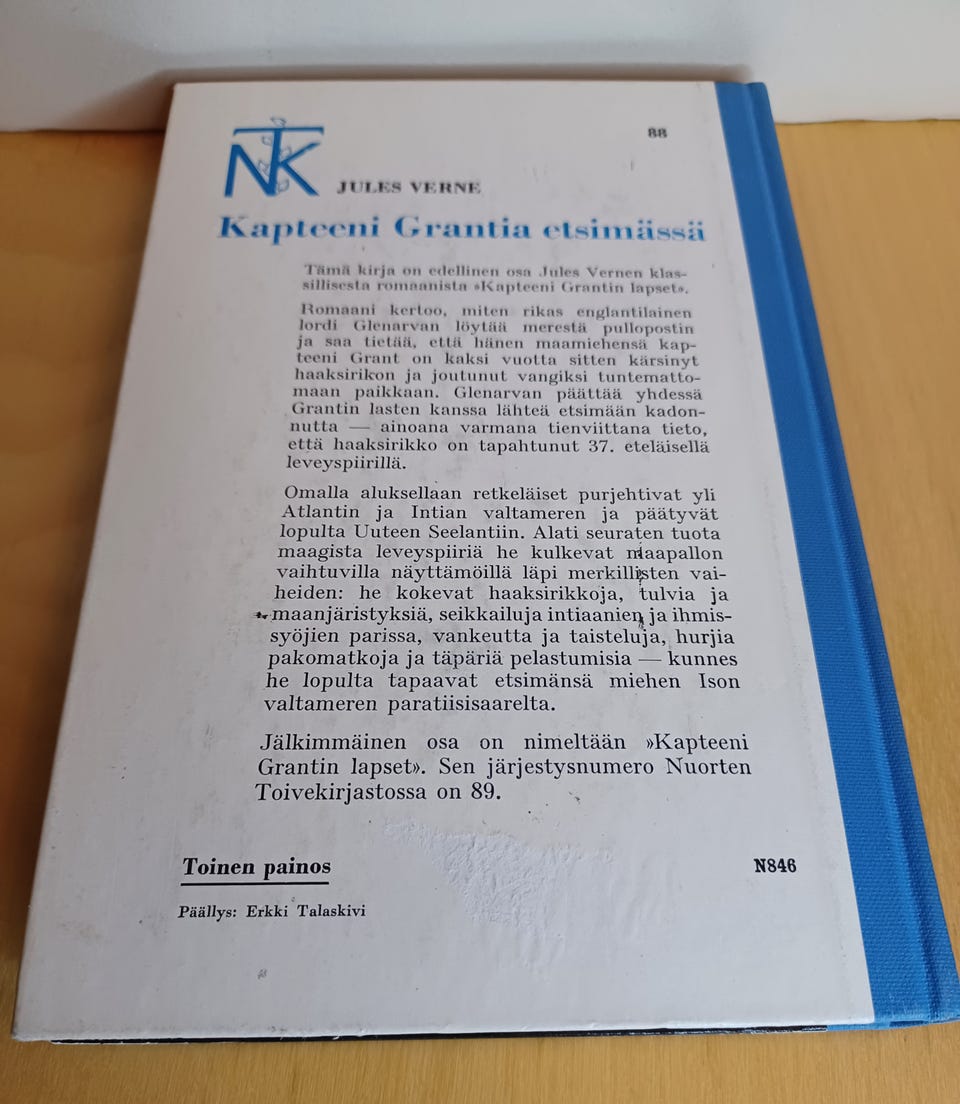 NTK
88
JULES VERNE
Kapteeni Grantia etsimässä
Tämä kirja on edellinen osa Jules Vernen klas-
sillisesta romaanista »Kapteeni Grantin lapset».
Romaani kertoo, miten rikas englantilainen
lordi Glenarvan löytää merestä pullopostin
ja saa tietää, että hänen maamiehensä kap-
teeni Grant on kaksi vuotta sitten kärsinyt
haaksirikon ja joutunut vangiksi tuntematto-
maan paikkaan. Glenarvan päättää yhdessä
Grantin lasten kanssa lähteä etsimään kadon-
nutta — ainoana varmana tienviittana tieto,
että haaksirikko on tapahtunut 37. eteläisellä
leveyspiirillä.
Omalla aluksellaan retkeläiset purjehtivat yli
Atlantin ja Intian valtameren ja päätyvät
lopulta Uuteen Seelantiin. Alati seuraten tuota
maagista leveyspiiriä he kulkevat maapallon
vaihtuvilla näyttämöillä läpi merkillisten vai-
heiden: he kokevat haaksirikkoja, tulvia ja
maanjäristyksiä, seikkailuja intiaanien ja ihmis-
syöjien parissa, vankeutta ja taisteluja, hurjia
pakomatkoja ja täpäriä pelastumisia — kunnes
he lopulta tapaavat etsimänsä miehen Ison
valtameren paratiisisaarelta.
Jälkimmäinen osa on nimeltään »Kapteeni
Grantin lapset». Sen järjestysnumero Nuorten
Toivekirjastossa on 89.
Toinen painos
N846
Päällys: Erkki Talaskivi